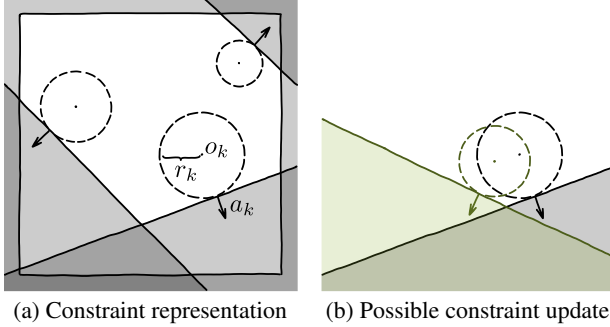 o_k
r_k
a_k
(a) Constraint representation
(b) Possible constraint update